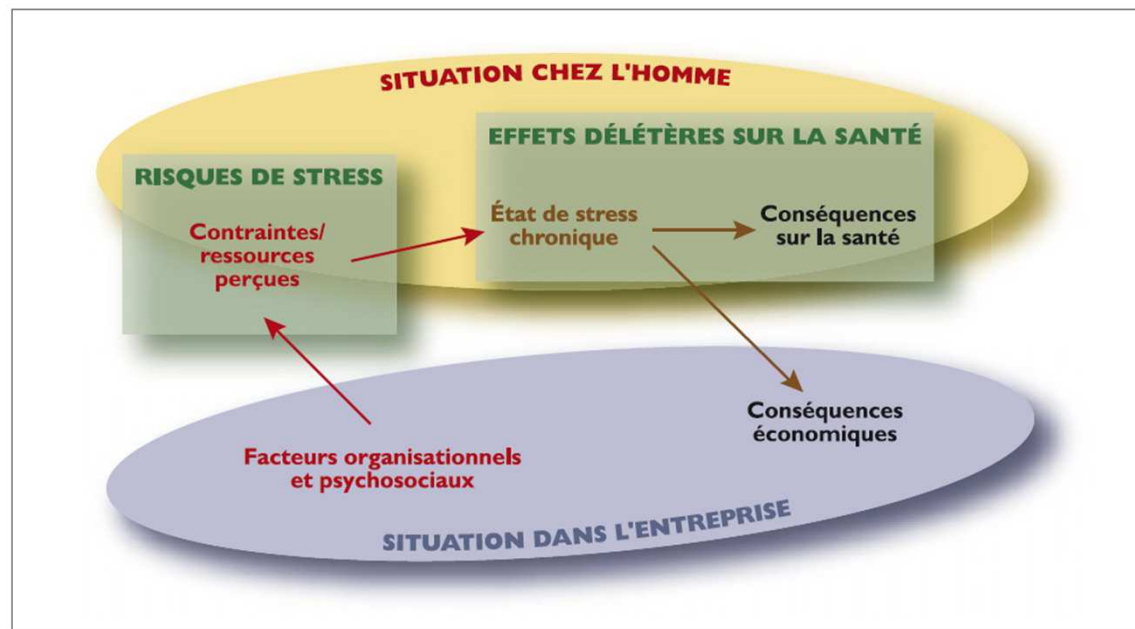 SITUATION CHEZ L'HOMME
EFFETS DÉLÉTÈRES SUR LA SANTÉ
RISQUES DE STRESS
Contraintes/
ressources
perçues
État de stress
chronique
Conséquences
sur la santé
Facteurs organisationnels
et psychosociaux
Conséquences
économiques
SITUATION DANS L'ENTREPRISE